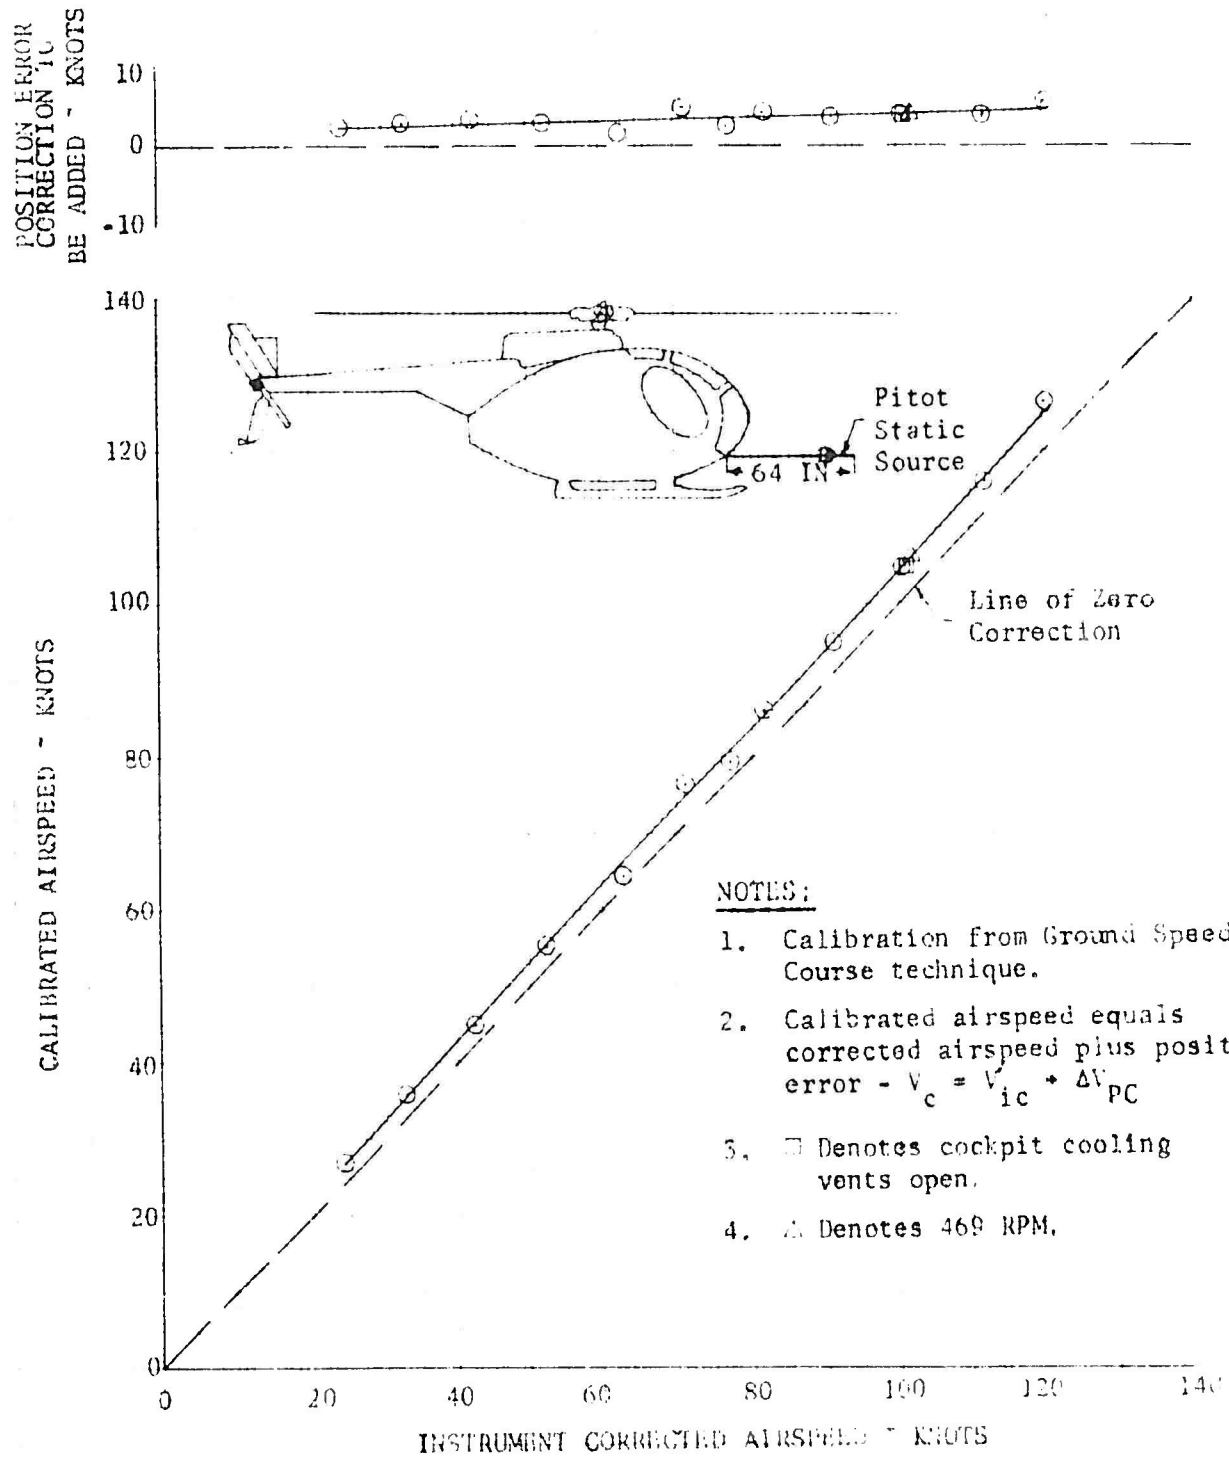 POSITION ERROR
CORRECTION TO
BE ADDED - KNOTS
10
0
-10
140
120
100
80
60
40
20
0
CALIBRATED AIRSPEED - KNOTS
Pitot
Static
Source
64 IN
Line of Zero
Correction
NOTES:
1. Calibration from Ground Speed
Course technique.
2. Calibrated airspeed equals
corrected airspeed plus posit
error - V_c = V_ic + ΔV_PC
3. □ Denotes cockpit cooling
vents open.
4. △ Denotes 469 RPM.
0 20 40 60 80 100 120 140
INSTRUMENT CORRECTED AIRSPEED - KNOTS